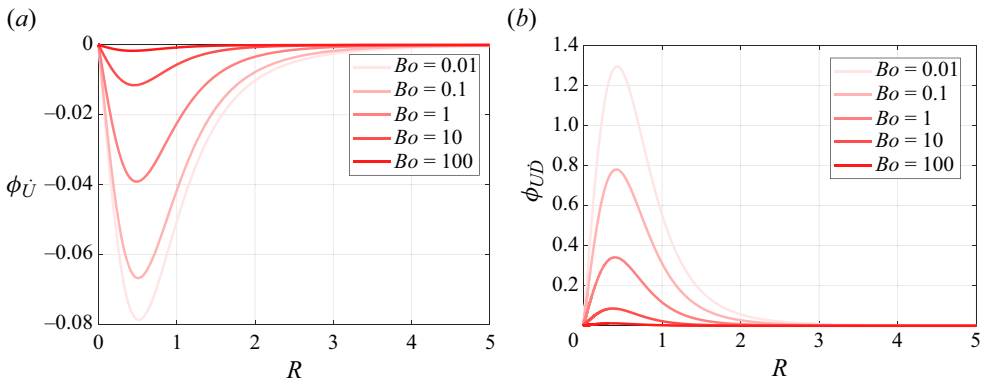 (a)
0
−0.02
−0.04
−0.06
−0.08
ϕU̇
0 1 2 3 4 5
R
Bo = 0.01
Bo = 0.1
Bo = 1
Bo = 10
Bo = 100
(b)
1.4
1.2
1.0
0.8
0.6
0.4
0.2
0
ϕUḊ
0 1 2 3 4 5
R
Bo = 0.01
Bo = 0.1
Bo = 1
Bo = 10
Bo = 100